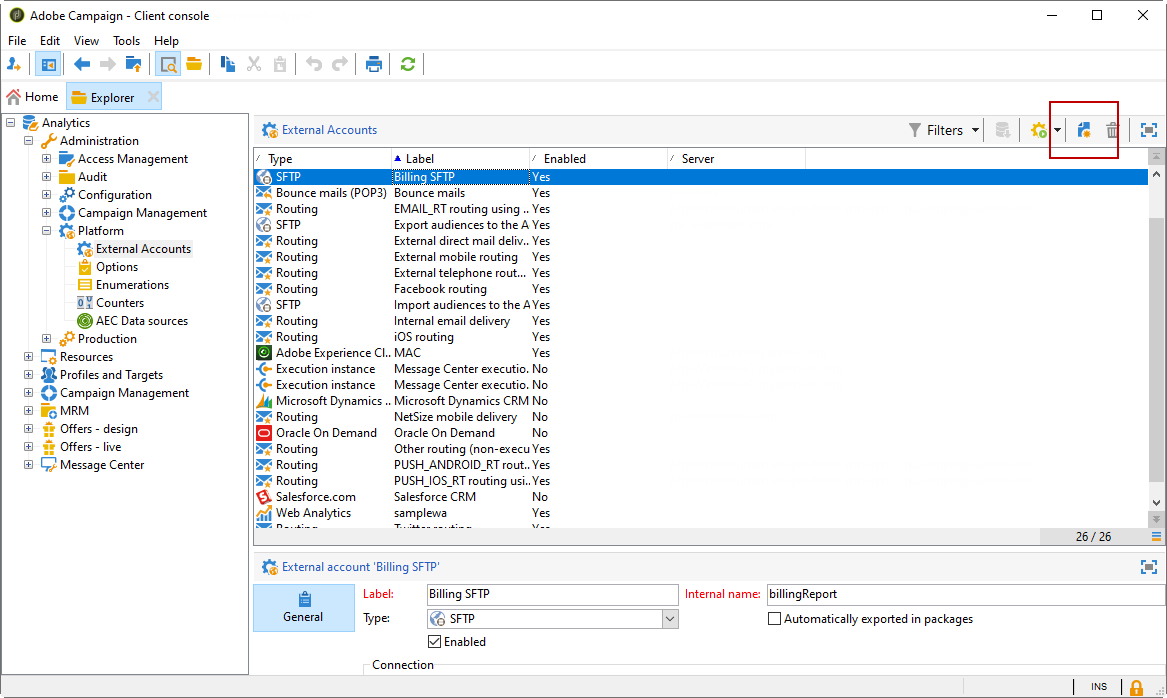 Adobe Campaign - Client console
File Edit View Tools Help
Home Explorer
Analytics
Administration
Access Management
Audit
Configuration
Campaign Management
Platform
External Accounts
Options
Enumerations
Counters
AEC Data sources
Production
Resources
Profiles and Targets
Campaign Management
MRM
Offers - design
Offers - live
Message Center
External Accounts Filters
Type Label Enabled Server
SFTP Billing SFTP Yes
Bounce mails (POP3) Bounce mails Yes
Routing EMAIL_RT routing using .. Yes
SFTP Export audiences to the A Yes
Routing External direct mail deliv.. Yes
Routing External mobile routing Yes
Routing External telephone rout... Yes
Routing Facebook routing Yes
SFTP Import audiences to the A Yes
Routing Internal email delivery Yes
Routing iOS routing Yes
Adobe Experience Cl.. MAC Yes
Execution instance Message Center executio. No
Execution instance Message Center executio. No
Microsoft Dynamics .. Microsoft Dynamics CRM No
Routing NetSize mobile delivery No
Oracle On Demand Oracle On Demand No
Routing Other routing (non-execu Yes
Routing PUSH_ANDROID_RT rout.. Yes
Routing PUSH_IOS_RT routing usi.. Yes
Salesforce.com Salesforce CRM No
Web Analytics samplewa Yes
Routing Twitter routing Yes
26 / 26
External account 'Billing SFTP'
General
Label: Billing SFTP Internal name: billingReport
Type: SFTP Automatically exported in packages
Enabled
Connection
INS